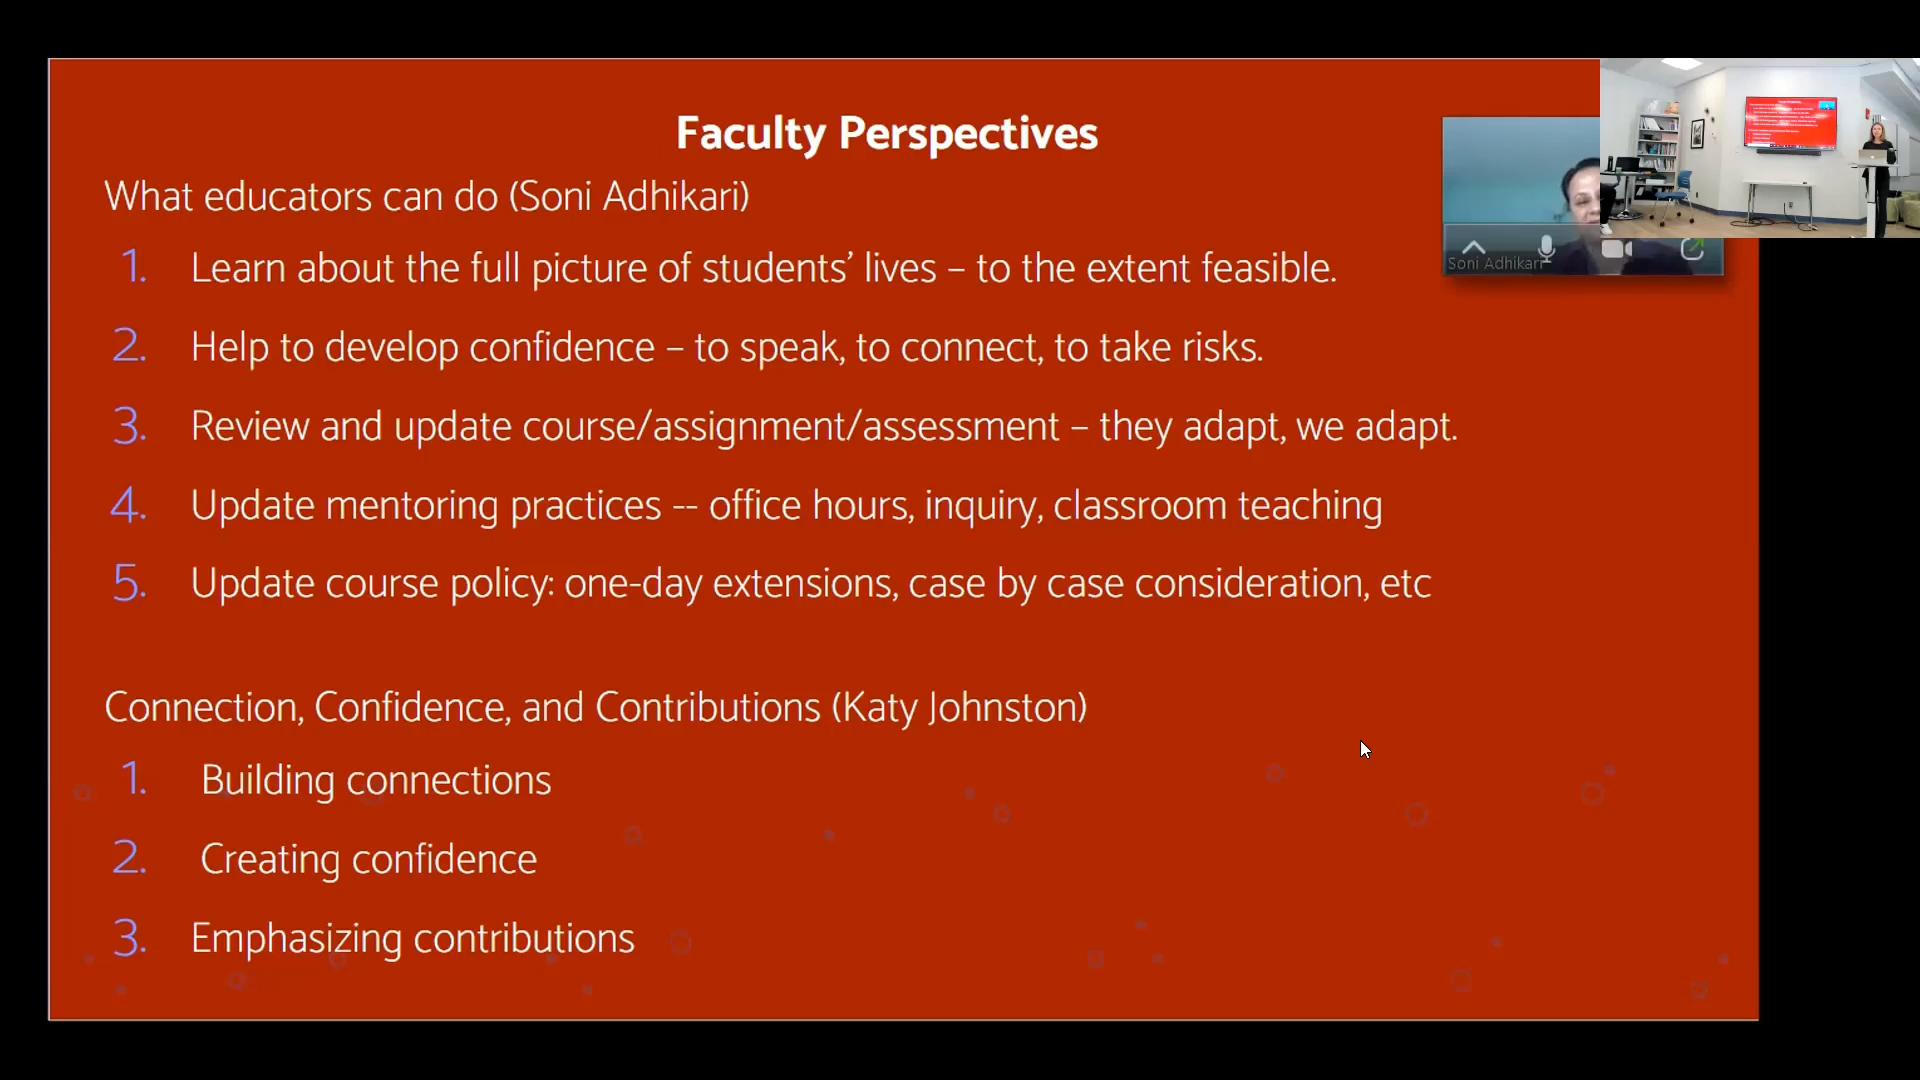 Faculty Perspectives
What educators can do (Soni Adhikari)
1. Learn about the full picture of students’ lives – to the extent feasible.
2. Help to develop confidence – to speak, to connect, to take risks.
3. Review and update course/assignment/assessment – they adapt, we adapt.
4. Update mentoring practices -- office hours, inquiry, classroom teaching
5. Update course policy: one-day extensions, case by case consideration, etc
Connection, Confidence, and Contributions (Katy Johnston)
1. Building connections
2. Creating confidence
3. Emphasizing contributions
Soni Adhikari